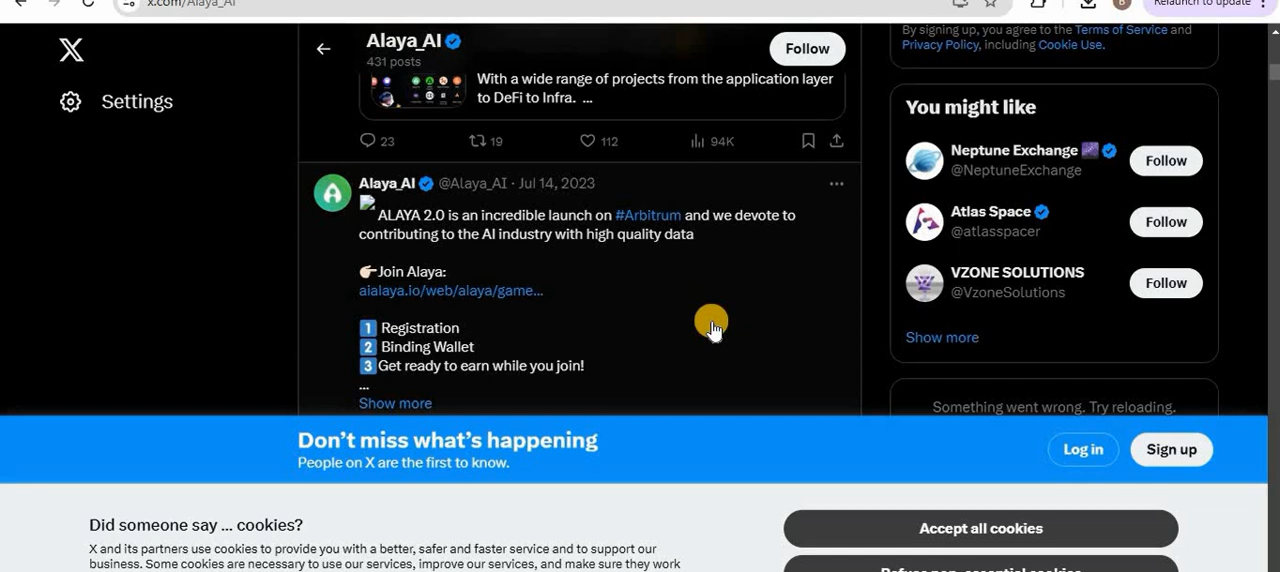 x.com/Alaya_AI
Relaunch to update
Settings
Alaya_AI
431 posts
Follow
With a wide range of projects from the application layer
to DeFi to Infra. ...
23 19 112 94K
Alaya_AI @Alaya_AI · Jul 14, 2023
ALAYA 2.0 is an incredible launch on #Arbitrum and we devote to
contributing to the AI industry with high quality data
👉🏻Join Alaya:
aialaya.io/web/alaya/game...
1️⃣ Registration
2️⃣ Binding Wallet
3️⃣Get ready to earn while you join!
...
Show more
By signing up, you agree to the Terms of Service and
Privacy Policy, including Cookie Use.
You might like
Neptune Exchange
@NeptuneExchange
Follow
Atlas Space
@atlasspacer
Follow
VZONE SOLUTIONS
@VzoneSolutions
Follow
Show more
Something went wrong. Try reloading.
Don't miss what's happening
People on X are the first to know.
Log in
Sign up
Did someone say … cookies?
X and its partners use cookies to provide you with a better, safer and faster service and to support our
business. Some cookies are necessary to use our services, improve our services, and make sure they work
Accept all cookies
Refuse non-essential cookies